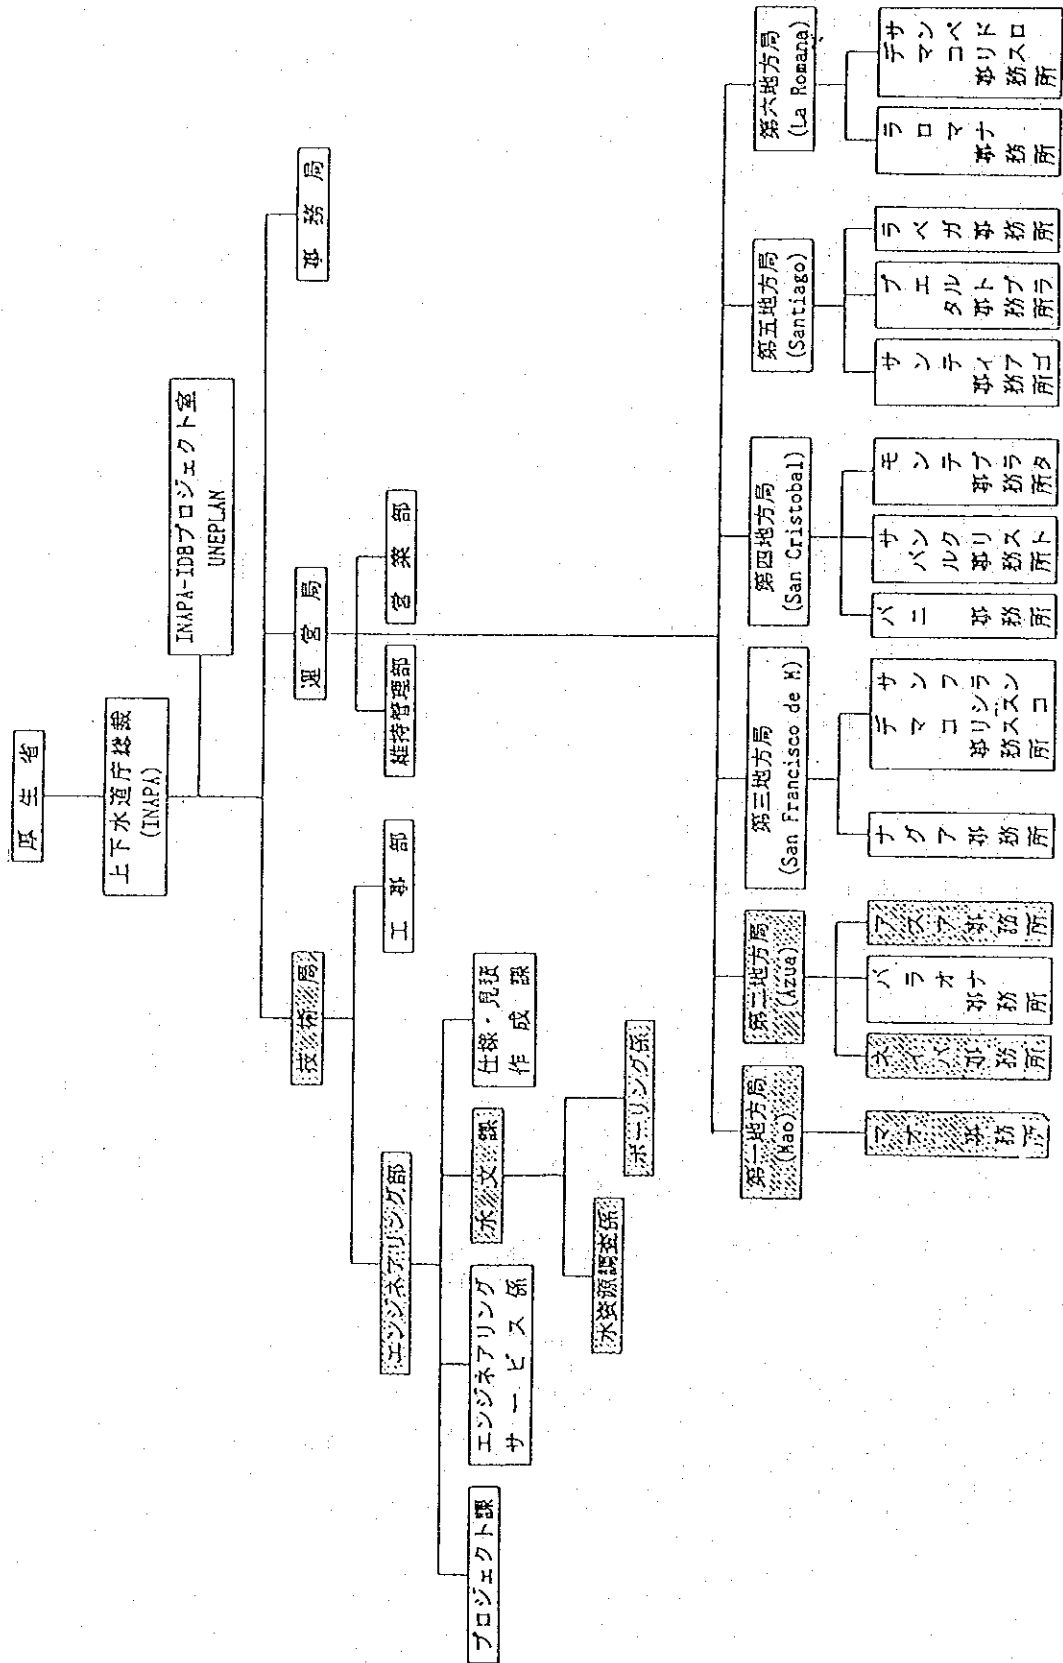 厚生省
上下水道庁総裁
(INAPA)
INAPA-IDBプロジェクト室
UNEPLAN
技術局
運営局
事務局
エンジネアリング部
工事部
維持管理部
営業部
プロジェクト課
エンジネアリング
サービス係
水文課
仕様・見積
作成課
水資源調査係
ボーリング係
第一地方局
(Mao)
第二地方局
(Azua)
第三地方局
(San Francisco de M)
第四地方局
(San Cristobal)
第五地方局
(Santiago)
第六地方局
(La Romana)
マオ事務所
ネイバ事務所
バラオナ
事務所
アスア事務所
ナグア事務所
サンフランシスコ
デマコリス
事務所
バニ事務所
サンクリスト
バル事務所
モンテプラタ
事務所
サンティアゴ
事務所
プエルトプラ
タ事務所
ラベガ事務所
ラロマナ
事務所
サンペドロ
デマコリス
事務所